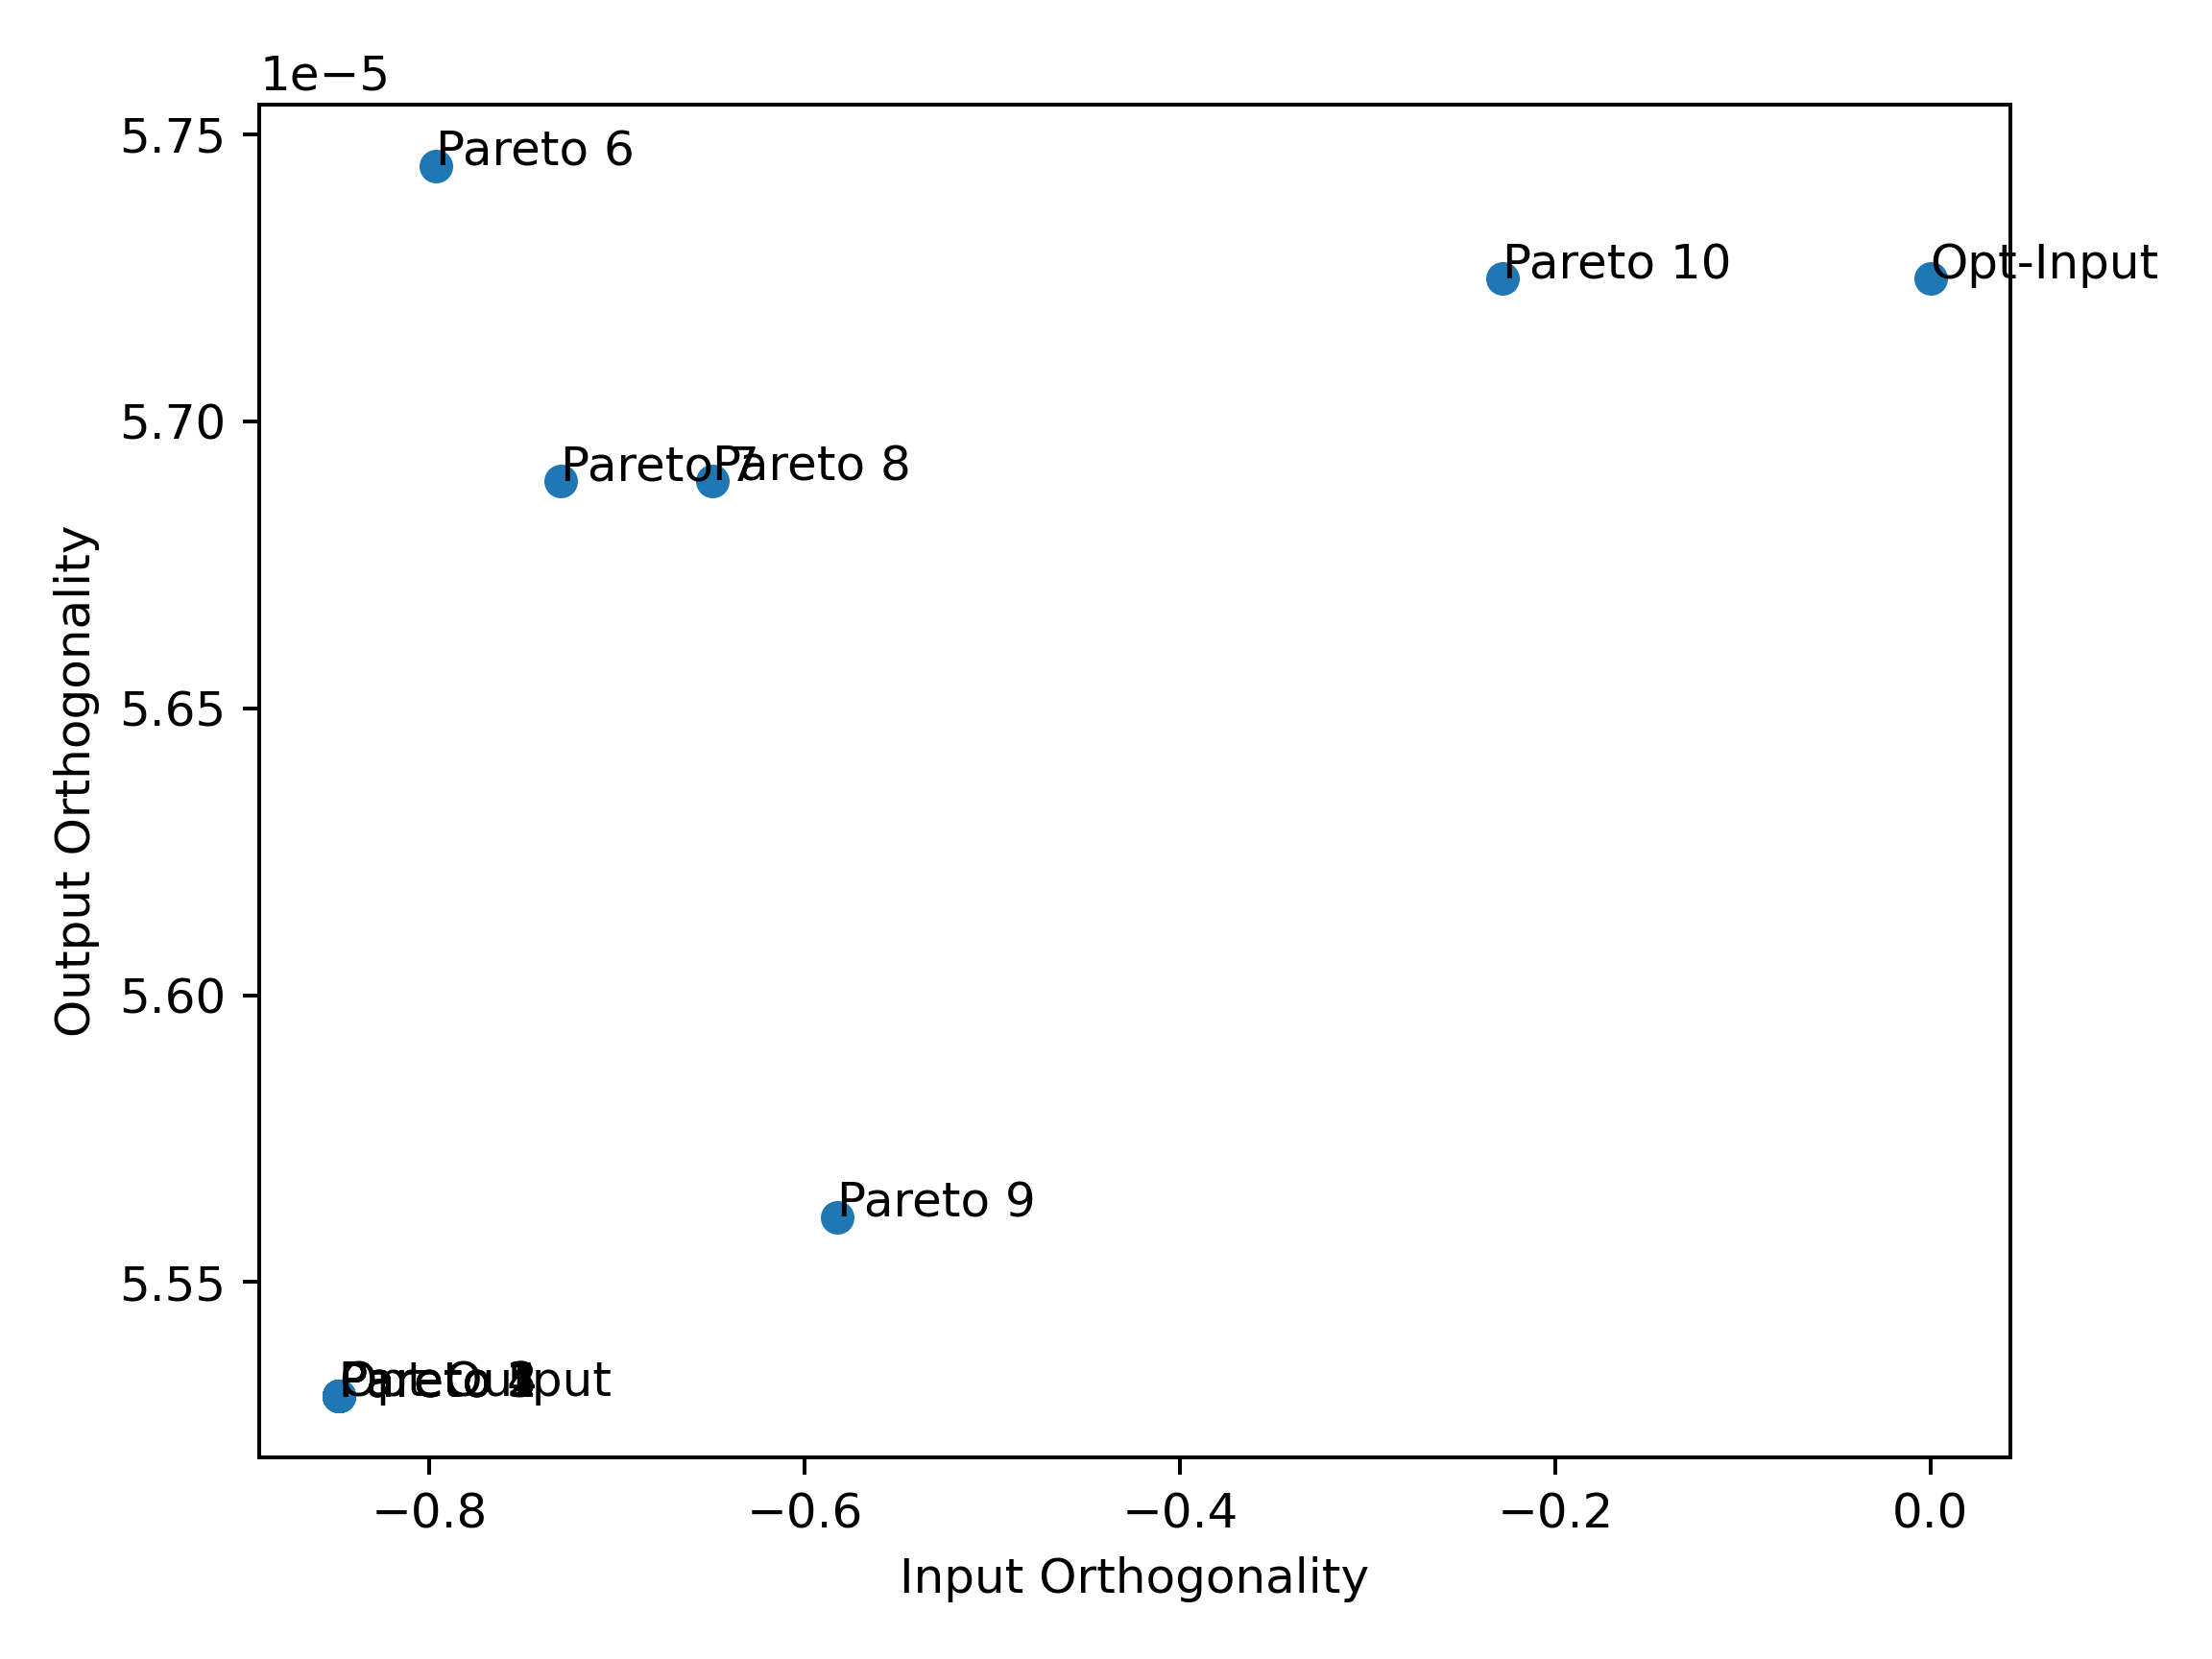 1e−5
5.75
Pareto 6
Pareto 10
Opt-Input
5.70
Pareto 7
Pareto 8
Output Orthogonality
5.65
5.60
Pareto 9
5.55
−0.8
−0.6
−0.4
−0.2
0.0
Input Orthogonality